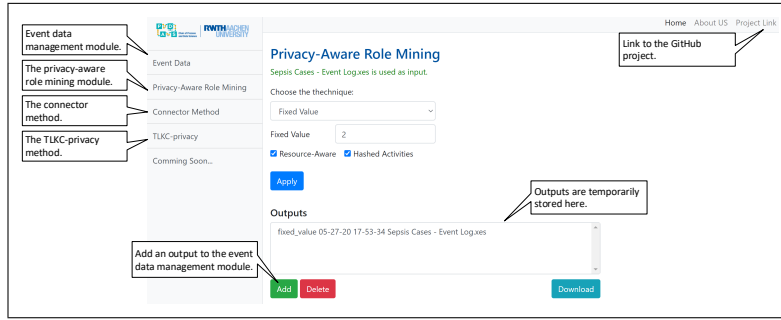 RWTH AACHEN
UNIVERSITY
Home About US Project Link
Event data
management module.
The privacy-aware
role mining module.
The connector
method.
The TLKC-privacy
method.
Event Data
Privacy-Aware Role Mining
Connector Method
TLKC-privacy
Comming Soon...
Link to the GitHub
project.
Privacy-Aware Role Mining
Sepsis Cases - Event Log.xes is used as input.
Choose the thechnique:
Fixed Value
Fixed Value 2
Resource-Aware Hashed Activities
Apply
Outputs are temporarily
stored here.
Outputs
fixed_value 05-27-20 17-53-34 Sepsis Cases - Event Log.xes
Add an output to the event
data management module.
Add Delete Download